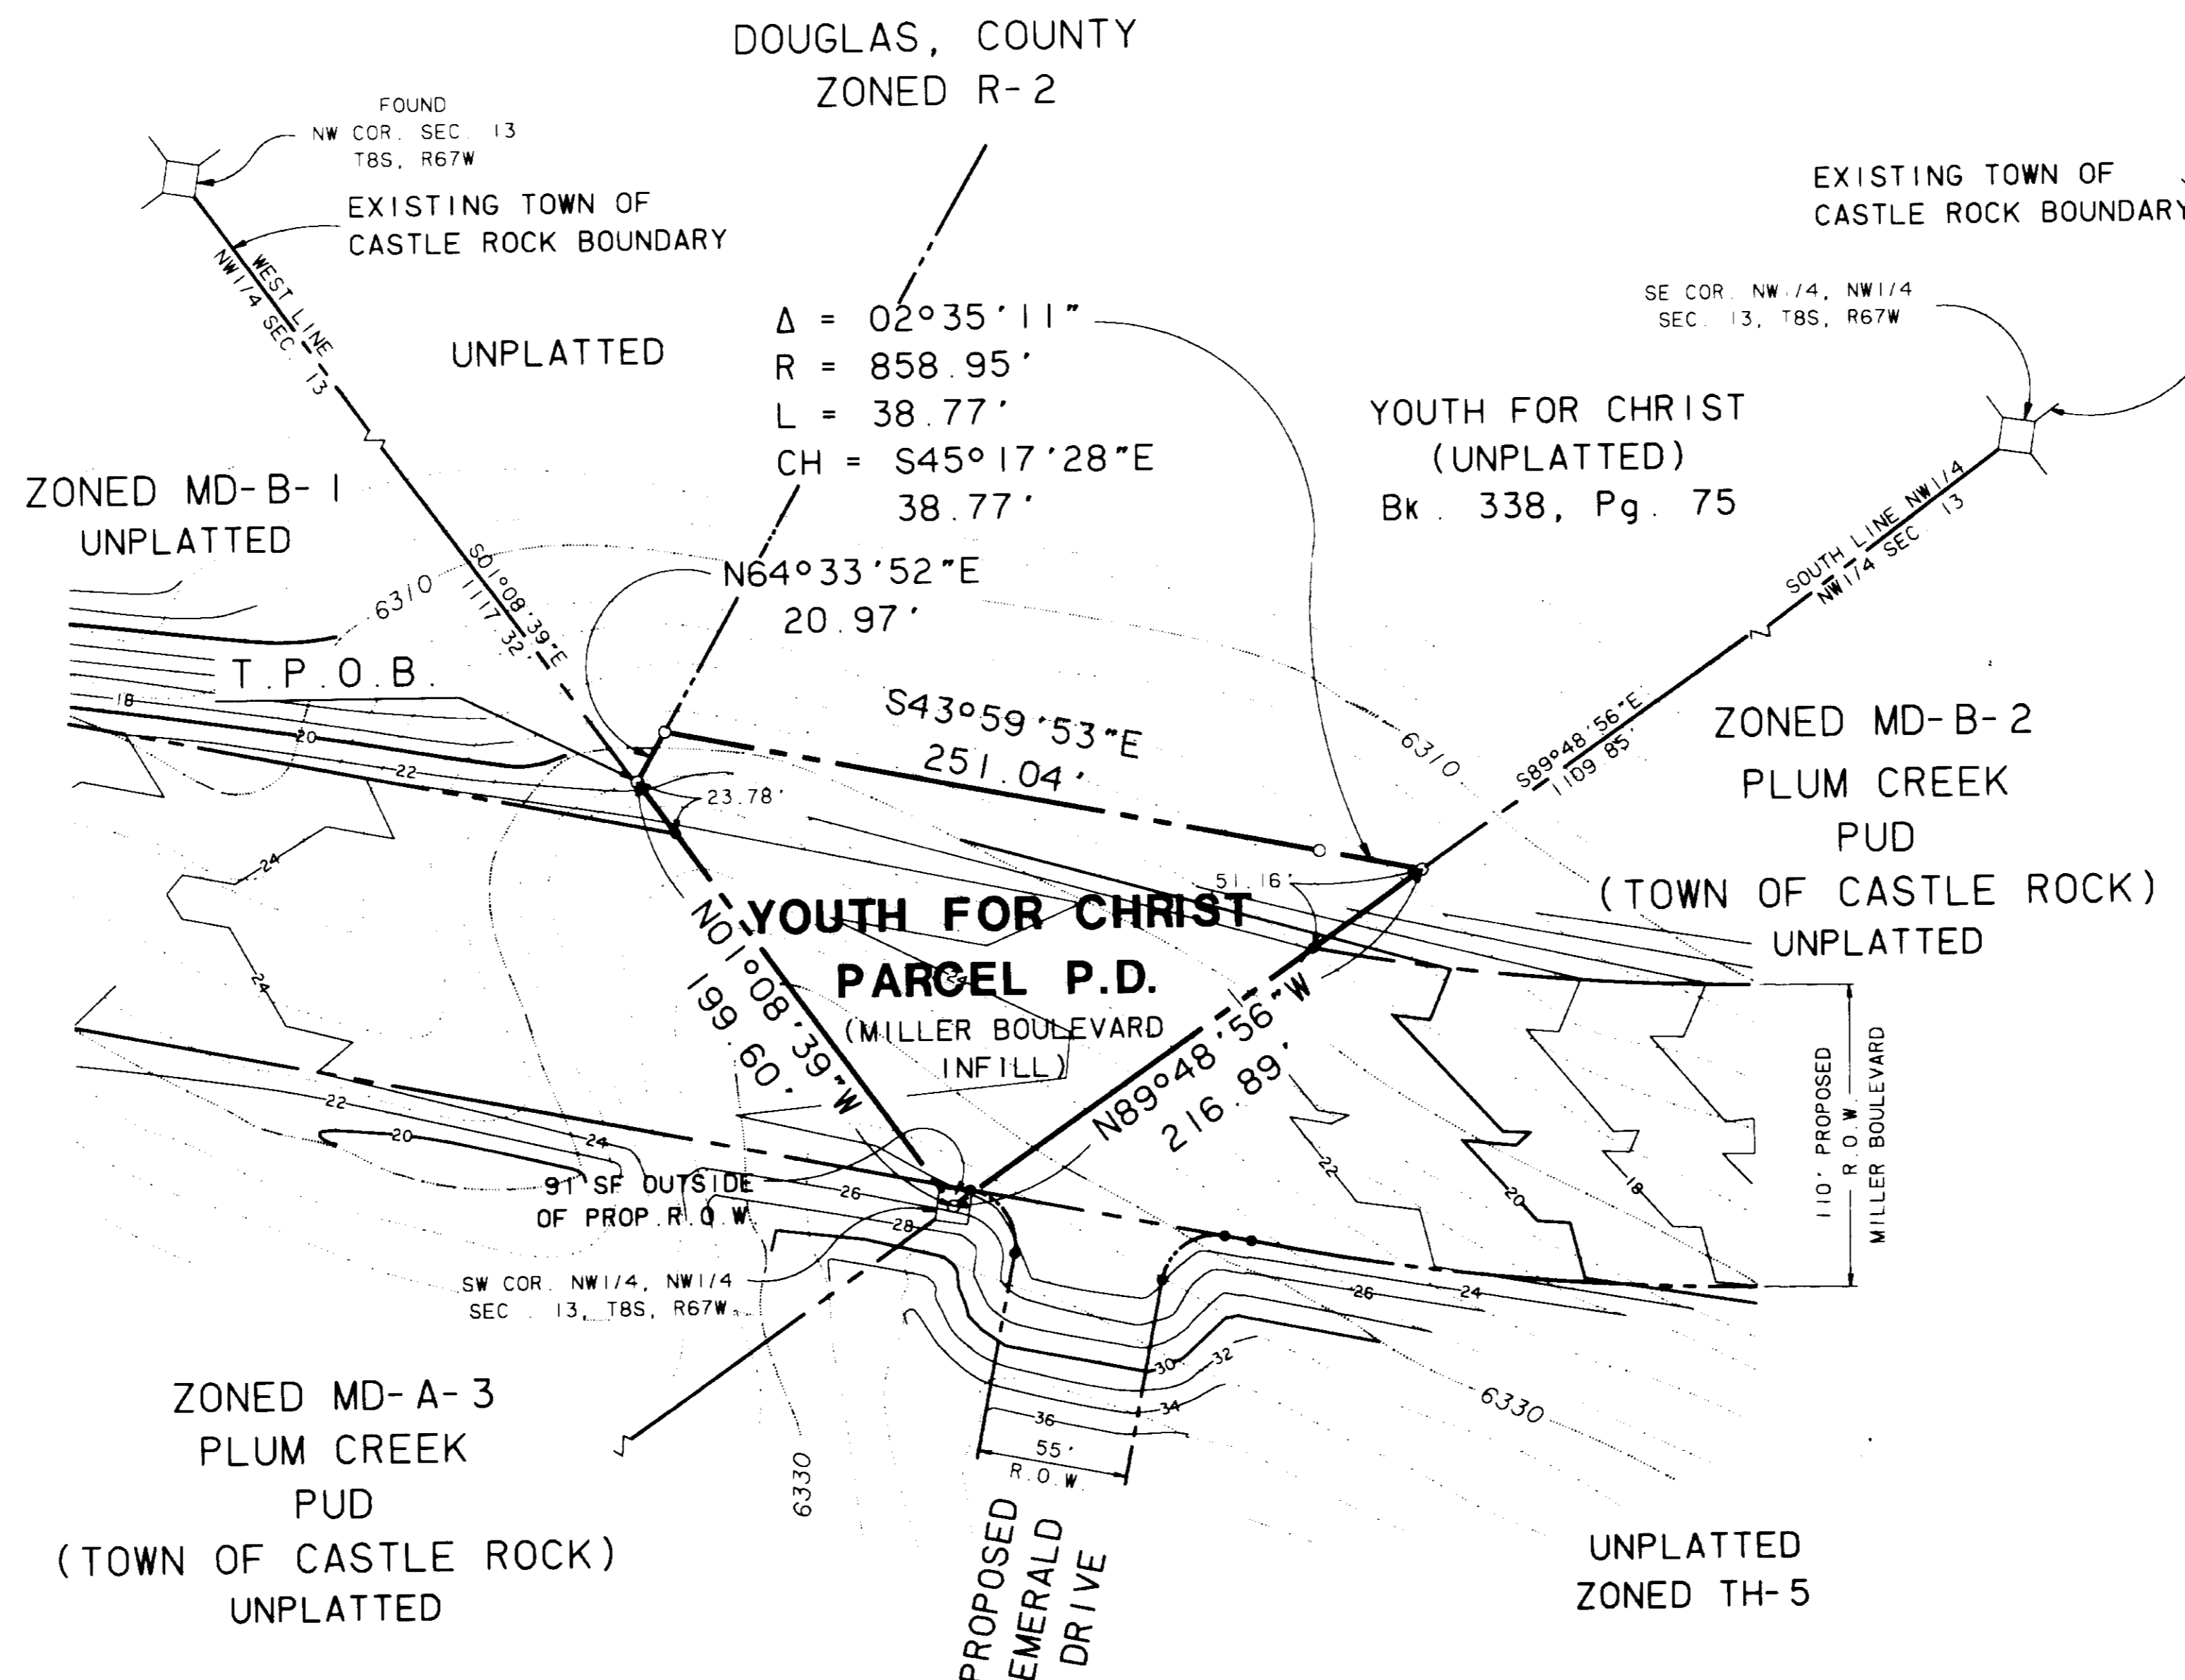 DOUGLAS, COUNTY
ZONED R-2
FOUND
NW COR. SEC. 13
T8S, R67W
EXISTING TOWN OF
CASTLE ROCK BOUNDARY
EXISTING TOWN OF
CASTLE ROCK BOUNDARY
WEST LINE
NW1/4 SEC. 13
SE COR. NW1/4, NW1/4
SEC. 13, T8S, R67W
UNPLATTED
Δ = 02°35'11"
R = 858.95'
L = 38.77'
CH = S45°17'28"E
38.77'
YOUTH FOR CHRIST
(UNPLATTED)
Bk. 338, Pg. 75
ZONED MD-B-1
UNPLATTED
SOUTH LINE NW1/4
NW1/4 SEC. 13
S01°08'39"E
1117.32'
N64°33'52"E
20.97'
6310
T.P.O.B.
18
20
22
S43°59'53"E
251.04'
6310
S89°48'56"E
1109.85'
ZONED MD-B-2
PLUM CREEK
PUD
(TOWN OF CASTLE ROCK)
UNPLATTED
23.78'
51.16'
24
24
YOUTH FOR CHRIST
PARCEL P.D.
(MILLER BOULEVARD
INFILL)
24
N01°08'39"W
199.60'
N89°48'56"W
216.89'
110' PROPOSED
R.O.W.
MILLER BOULEVARD
22
20
24
22
20
18
91 SF OUTSIDE
OF PROP. R.O.W.
26
28
SW COR. NW1/4, NW1/4
SEC. 13, T8S, R67W
26
24
30
32
34
36
55'
R.O.W.
6330
6330
ZONED MD-A-3
PLUM CREEK
PUD
(TOWN OF CASTLE ROCK)
UNPLATTED
PROPOSED
EMERALD
DRIVE
UNPLATTED
ZONED TH-5